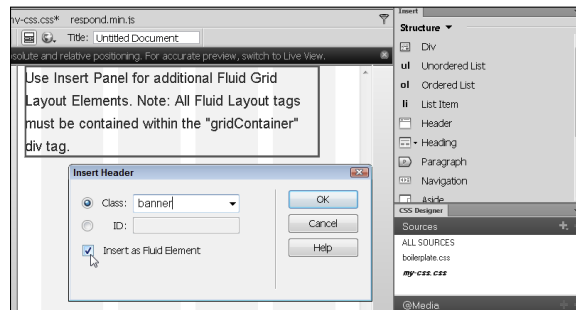 ny-css.css* respond.min.js
Title: Untitled Document
solute and relative positioning. For accurate preview, switch to Live View.
Use Insert Panel for additional Fluid Grid
Layout Elements. Note: All Fluid Layout tags
must be contained within the "gridContainer"
div tag.
Insert Header
Class: banner
ID:
Insert as Fluid Element
OK
Cancel
Help
Insert
Structure
Div
ul Unordered List
ol Ordered List
li List Item
Header
Heading
Paragraph
Navigation
Aside
CSS Designer
Sources
ALL SOURCES
boilerplate.css
my-css.css
@Media